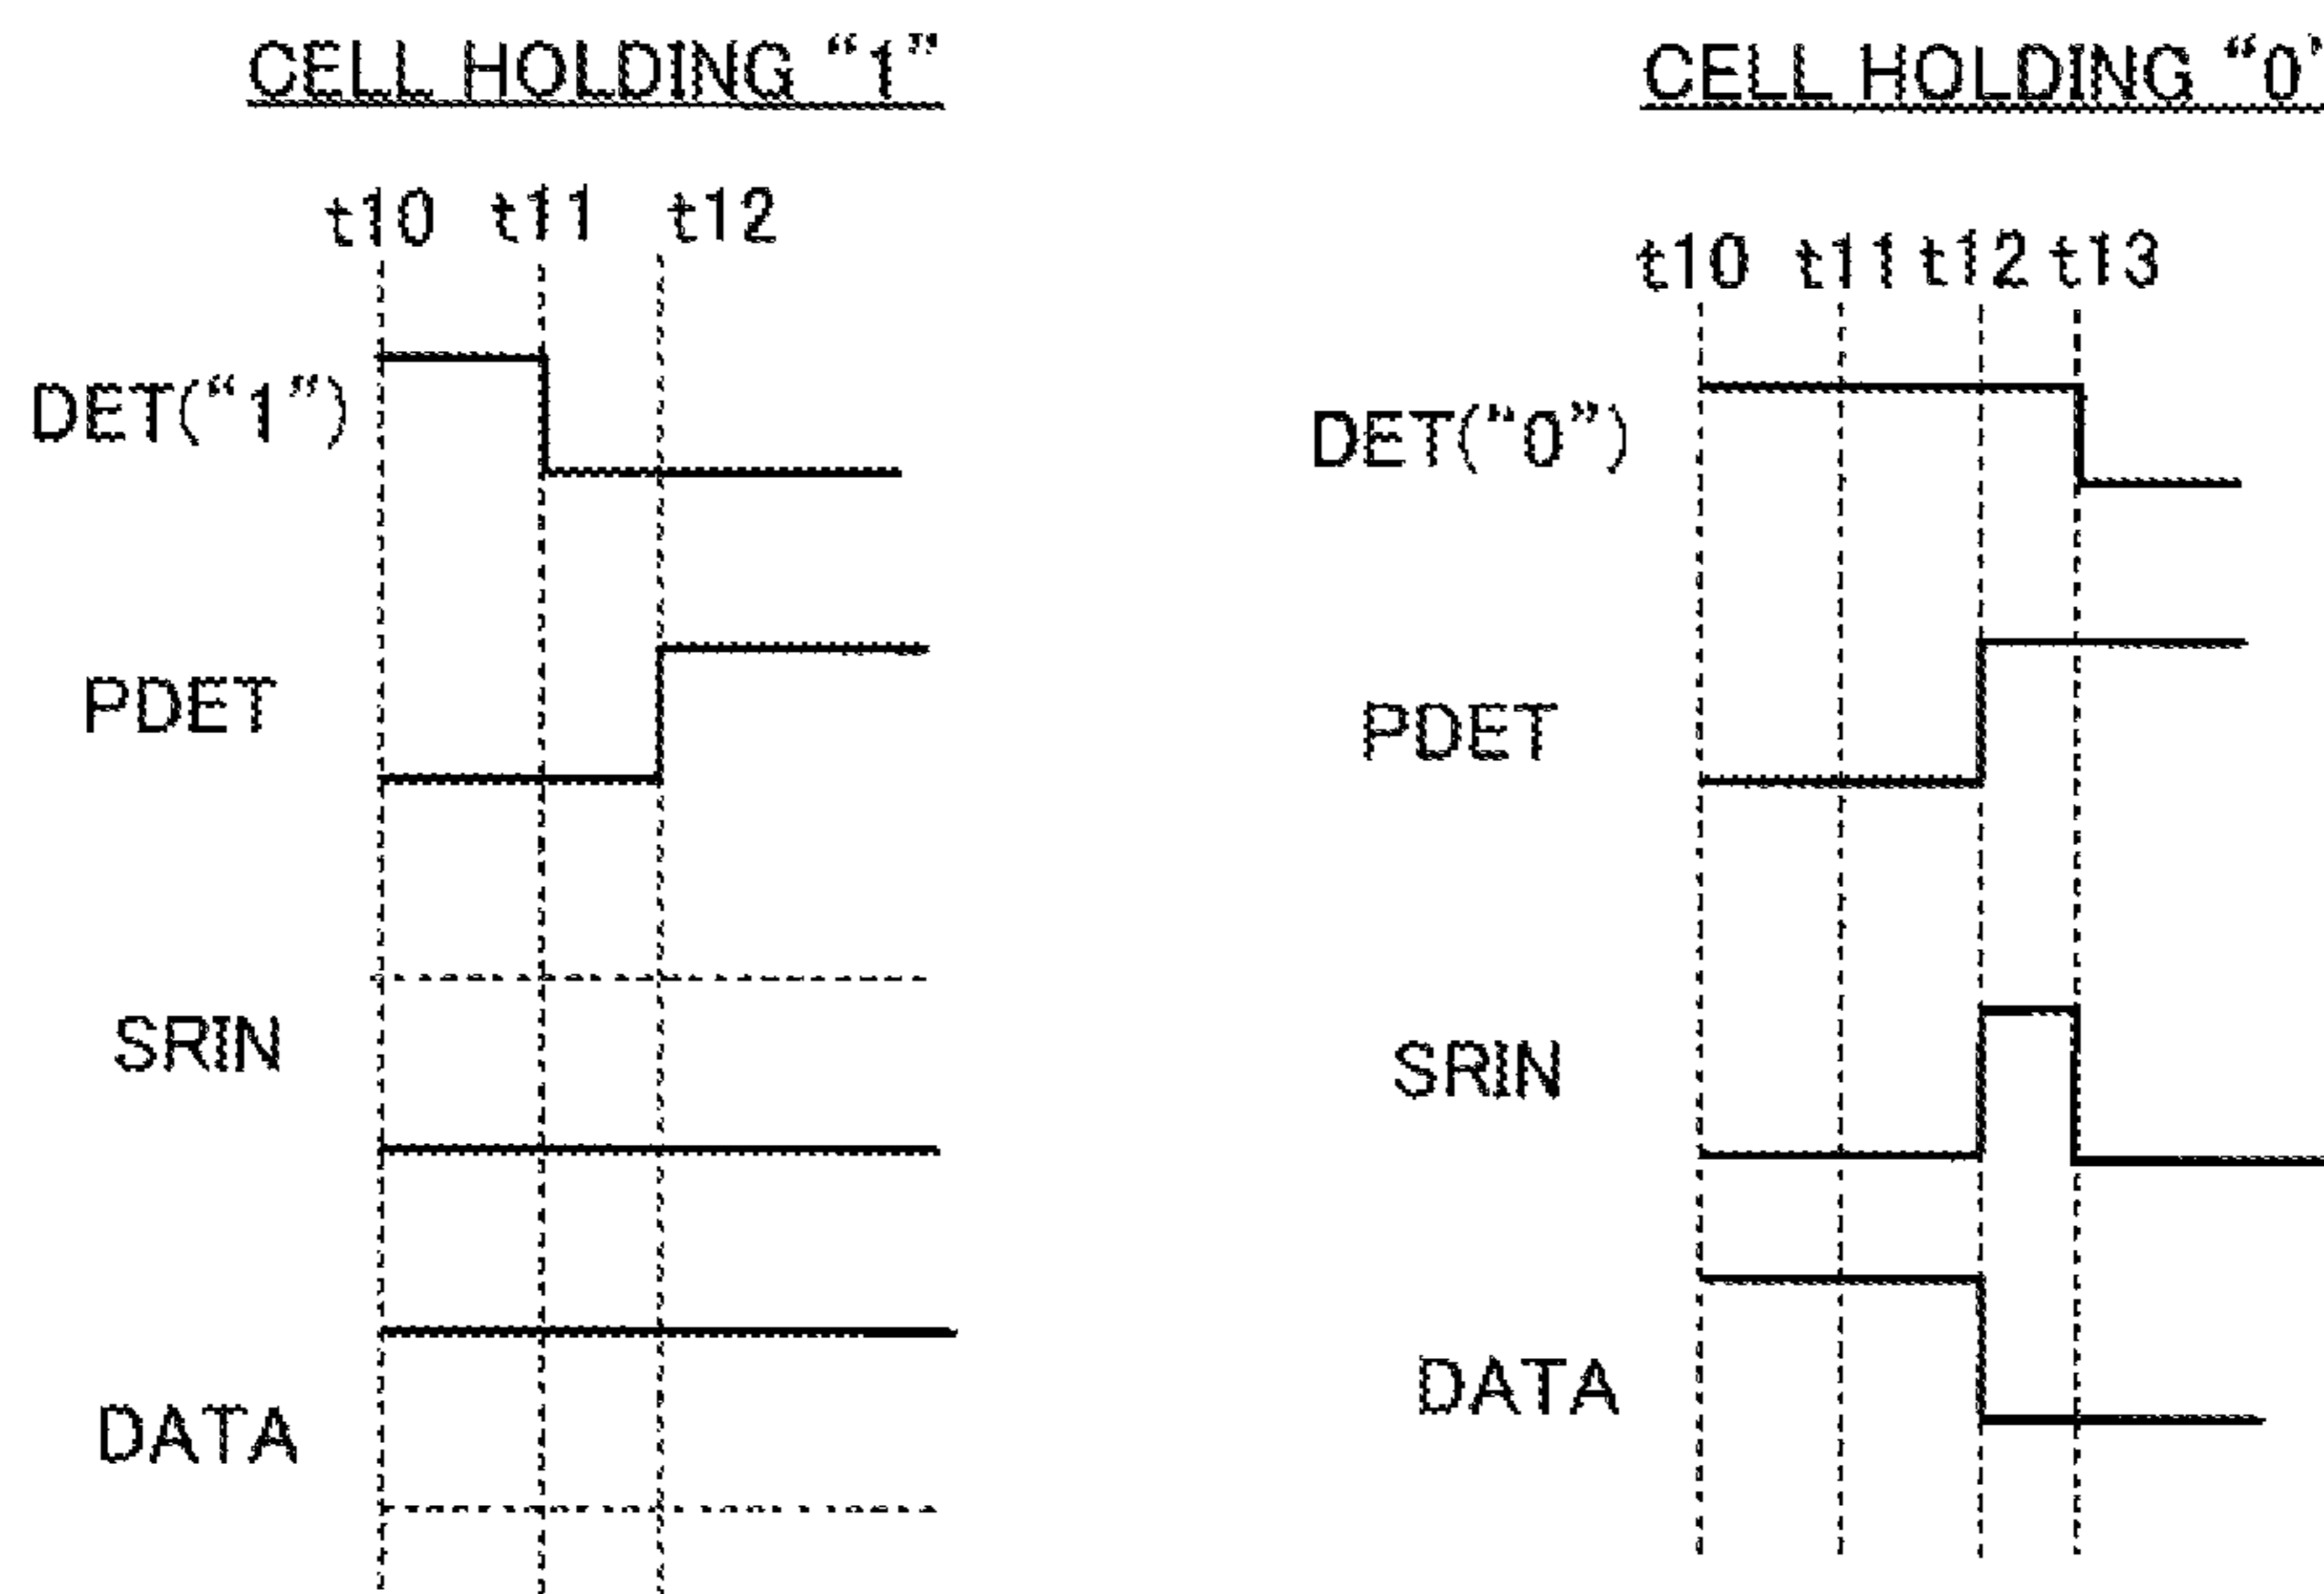 CELL HOLDING “1”
t10 t11 t12
DET(“1”)
PDET
SRIN
DATA
CELL HOLDING “0”
t10 t11 t12 t13
DET(“0”)
PDET
SRIN
DATA